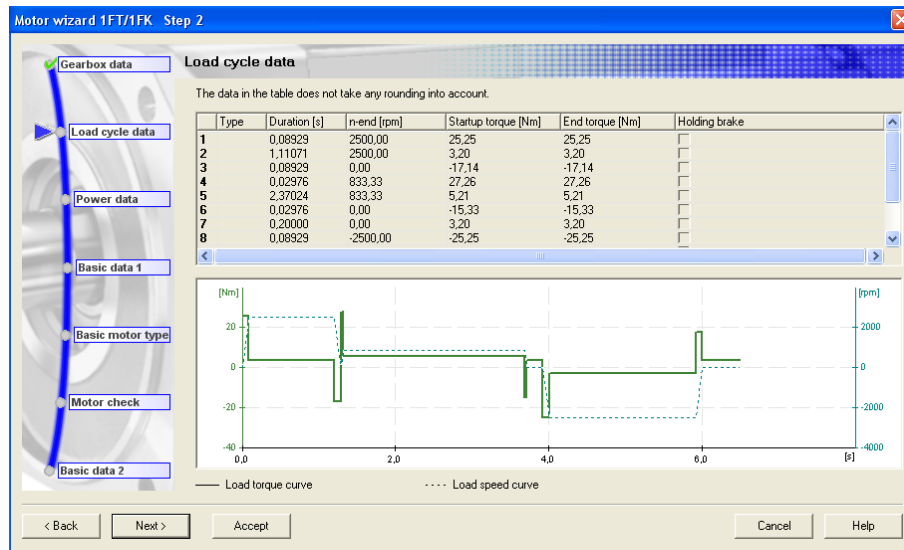 Motor wizard 1FT/1FK Step 2
Gearbox data
Load cycle data
Power data
Basic data 1
Basic motor type
Motor check
Basic data 2
Load cycle data
The data in the table does not take any rounding into account.
Type Duration [s] n-end [rpm] Startup torque [Nm] End torque [Nm] Holding brake
1 0,08929 2500,00 25,25 25,25
2 1,11071 2500,00 3,20 3,20
3 0,08929 0,00 -17,14 -17,14
4 0,02976 833,33 27,26 27,26
5 2,37024 833,33 5,21 5,21
6 0,02976 0,00 -15,33 -15,33
7 0,20000 0,00 3,20 3,20
8 0,08929 -2500,00 -25,25 -25,25
[Nm] [rpm]
20 2000
0 0
-20 -2000
-40 -4000
0,0 2,0 4,0 6,0 [s]
Load torque curve Load speed curve
< Back Next > Accept Cancel Help